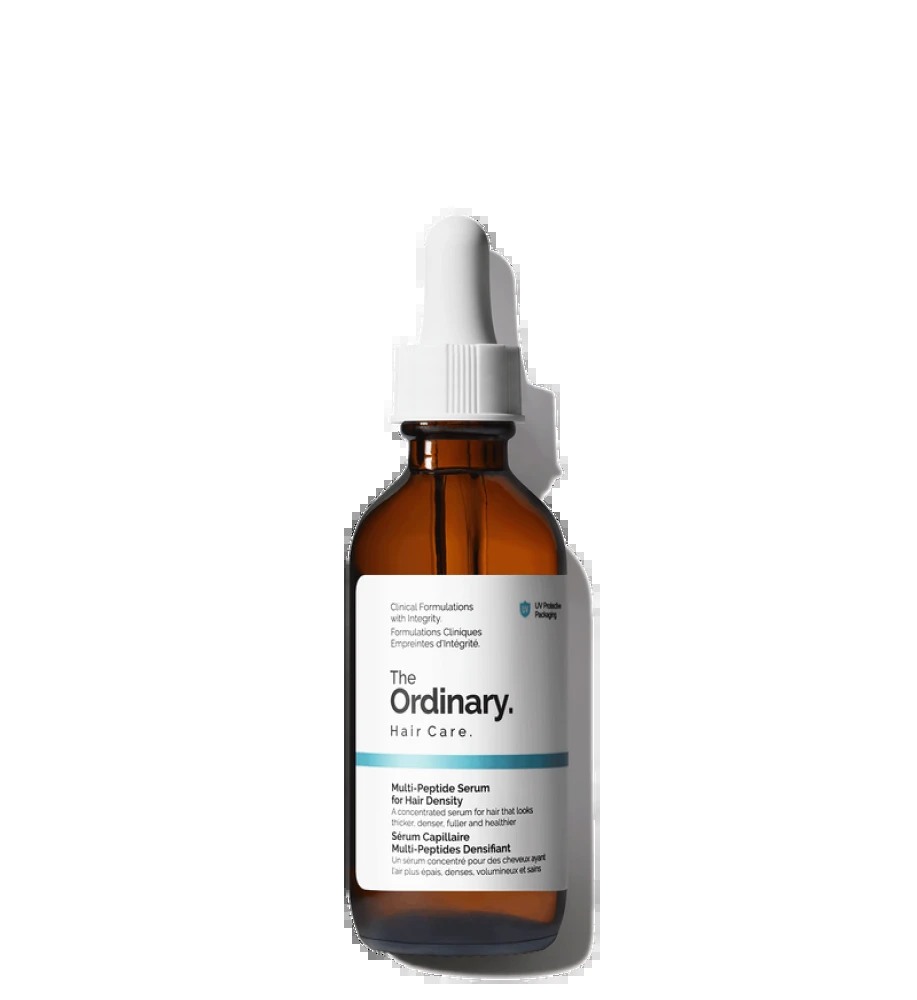 Clinical Formulations
with Integrity.
Formulations Cliniques
Empreintes d'Intégrité.
UV
UV Protective
Packaging
The
Ordinary.
Hair Care.
Multi-Peptide Serum
for Hair Density
A concentrated serum for hair that looks
thicker, denser, fuller and healthier
Sérum Capillaire
Multi-Peptides Densifiant
Un sérum concentré pour des cheveux ayant
l'air plus épais, denses, volumineux et sains